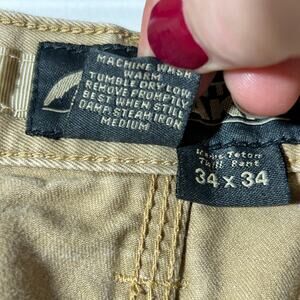 MACHINE WASH
WARM
TUMBLE DRY LOW
REMOVE PROMPTLY
BEST WHEN STILL
DAMP. STEAM IRON
MEDIUM
Teton
Twill Pant
34 x 34